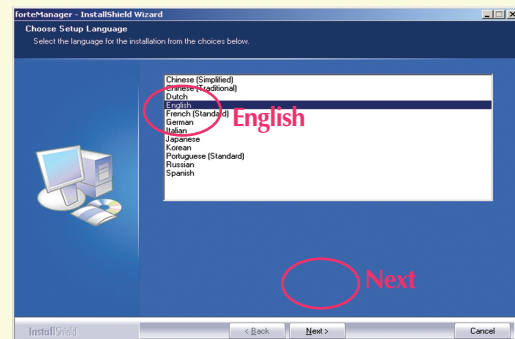 forteManager - InstallShield Wizard
Choose Setup Language
Select the language for the installation from the choices below.
Chinese (Simplified)
Chinese (Traditional)
Dutch
English
French (Standard)
German
Italian
Japanese
Korean
Portuguese (Standard)
Russian
Spanish
English
Next
InstallShield
< Back
Next >
Cancel